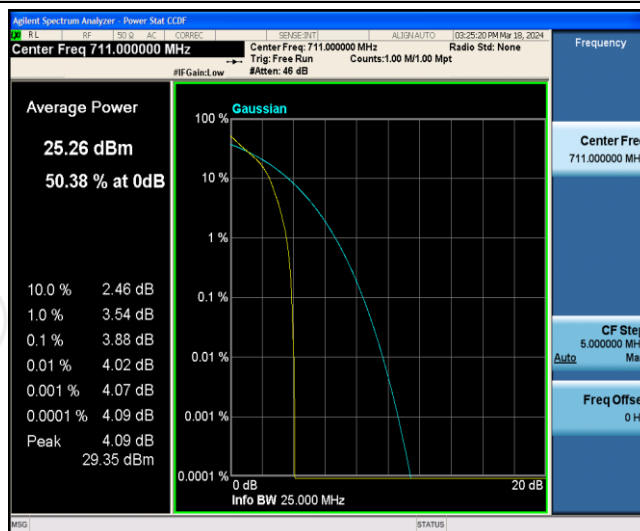 Agilent Spectrum Analyzer - Power Stat CCDF
RL RF 50 Ω AC CORREC SENSE:INT ALIGNAUTO 03:25:20 PM Mar 18, 2024
Center Freq 711.000000 MHz
Center Freq: 711.000000 MHz Radio Std: None
Trig: Free Run Counts:1.00 M/1.00 Mpt
#IFGain:Low #Atten: 46 dB
Frequency
Average Power
25.26 dBm
50.38 % at 0dB
10.0 % 2.46 dB
1.0 % 3.54 dB
0.1 % 3.88 dB
0.01 % 4.02 dB
0.001 % 4.07 dB
0.0001 % 4.09 dB
Peak 4.09 dB
29.35 dBm
Gaussian
100 %
10 %
1 %
0.1 %
0.01 %
0.001 %
0.0001 %
0 dB 20 dB
Info BW 25.000 MHz
Center Fre
711.000000 MH
CF Step
5.000000 MH
Auto Ma
Freq Offse
0 H
MSG STATUS